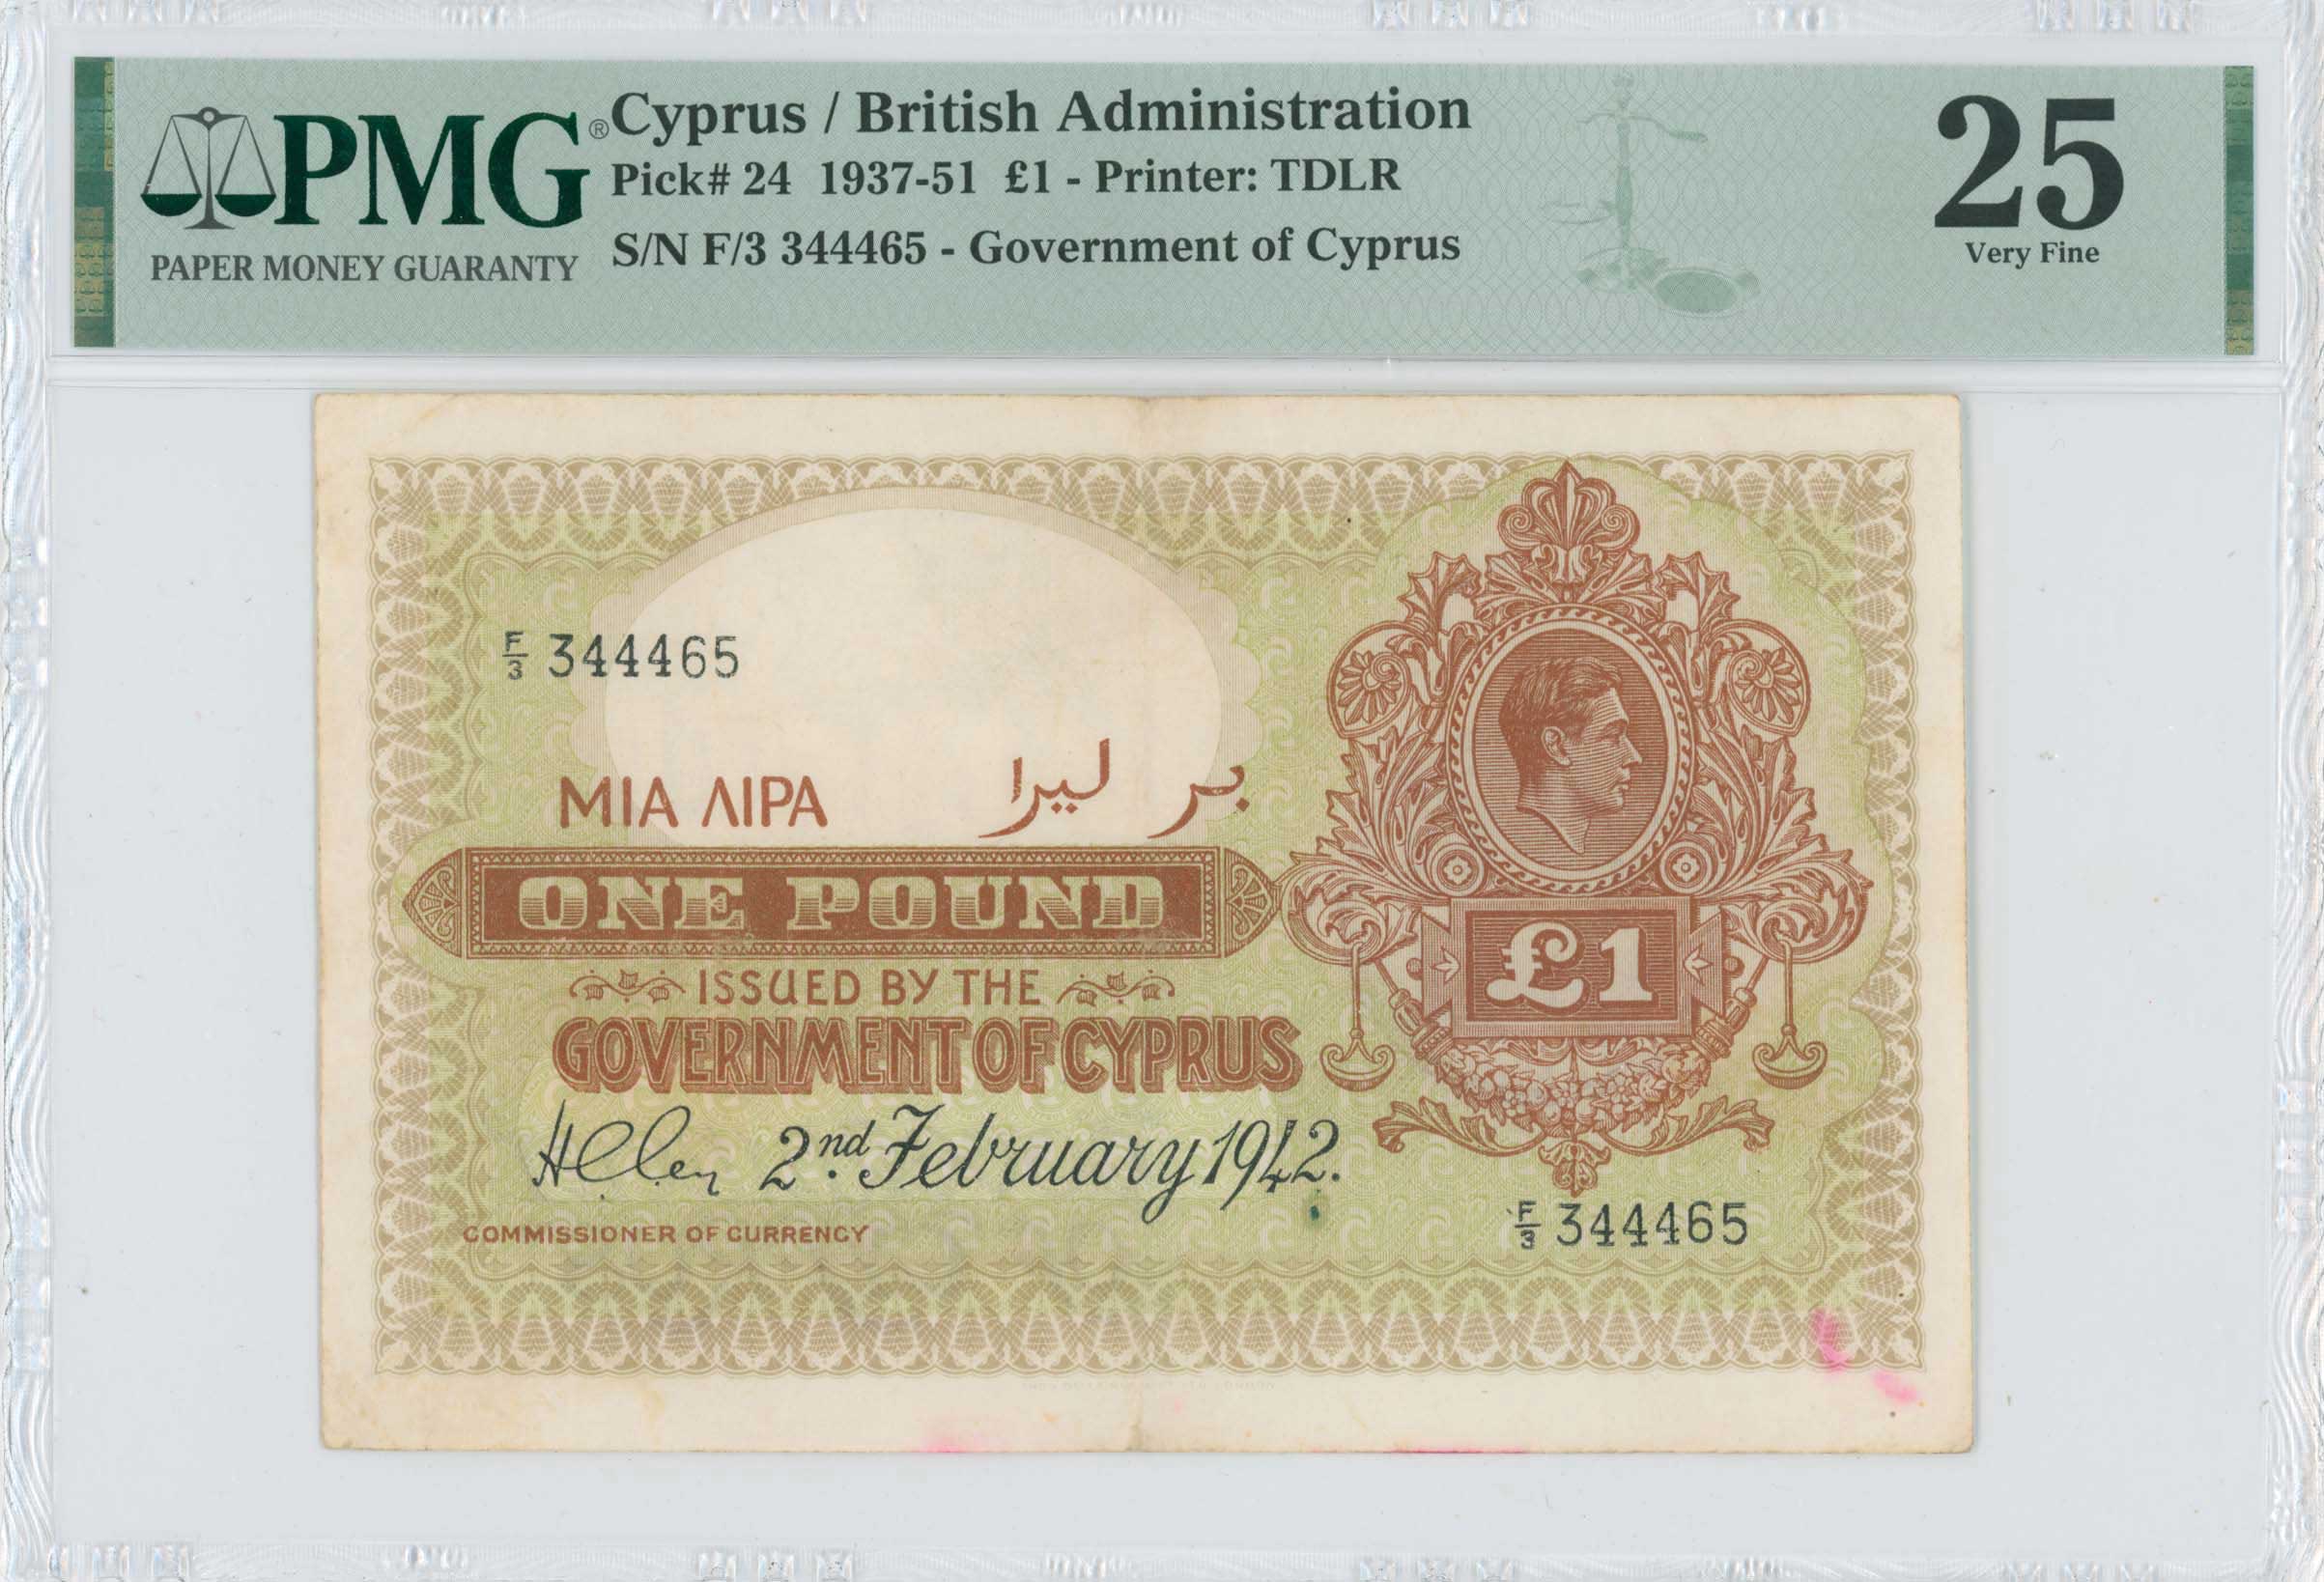 PMG®
PAPER MONEY GUARANTY
Cyprus / British Administration
Pick# 24 1937-51 £1 - Printer: TDLR
S/N F/3 344465 - Government of Cyprus
25
Very Fine
F/3 344465
ΜΙΑ ΛΙΡΑ
بر ليرا
ONE POUND
£1
ISSUED BY THE
GOVERNMENT OF CYPRUS
2nd February 1942.
COMMISSIONER OF CURRENCY
F/3 344465